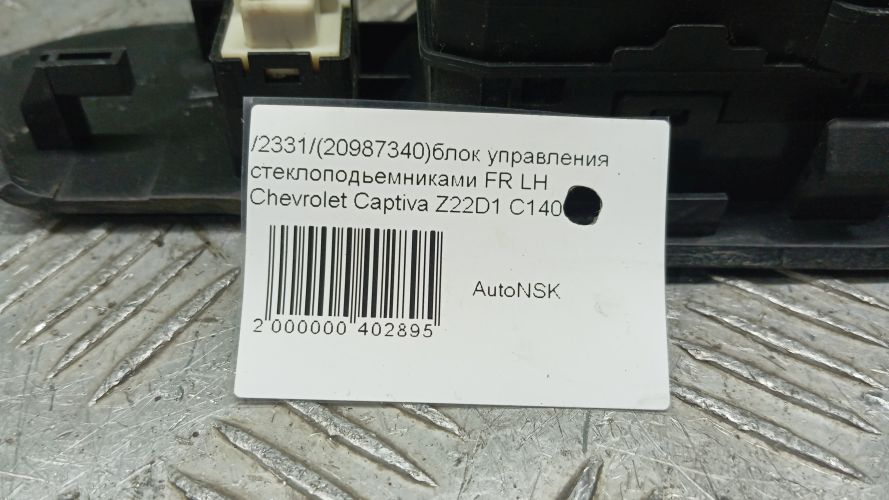 /2331/(20987340)блок управления
стеклоподьемниками FR LH
Chevrolet Captiva Z22D1 C140
AutoNSK
2 000000 402895